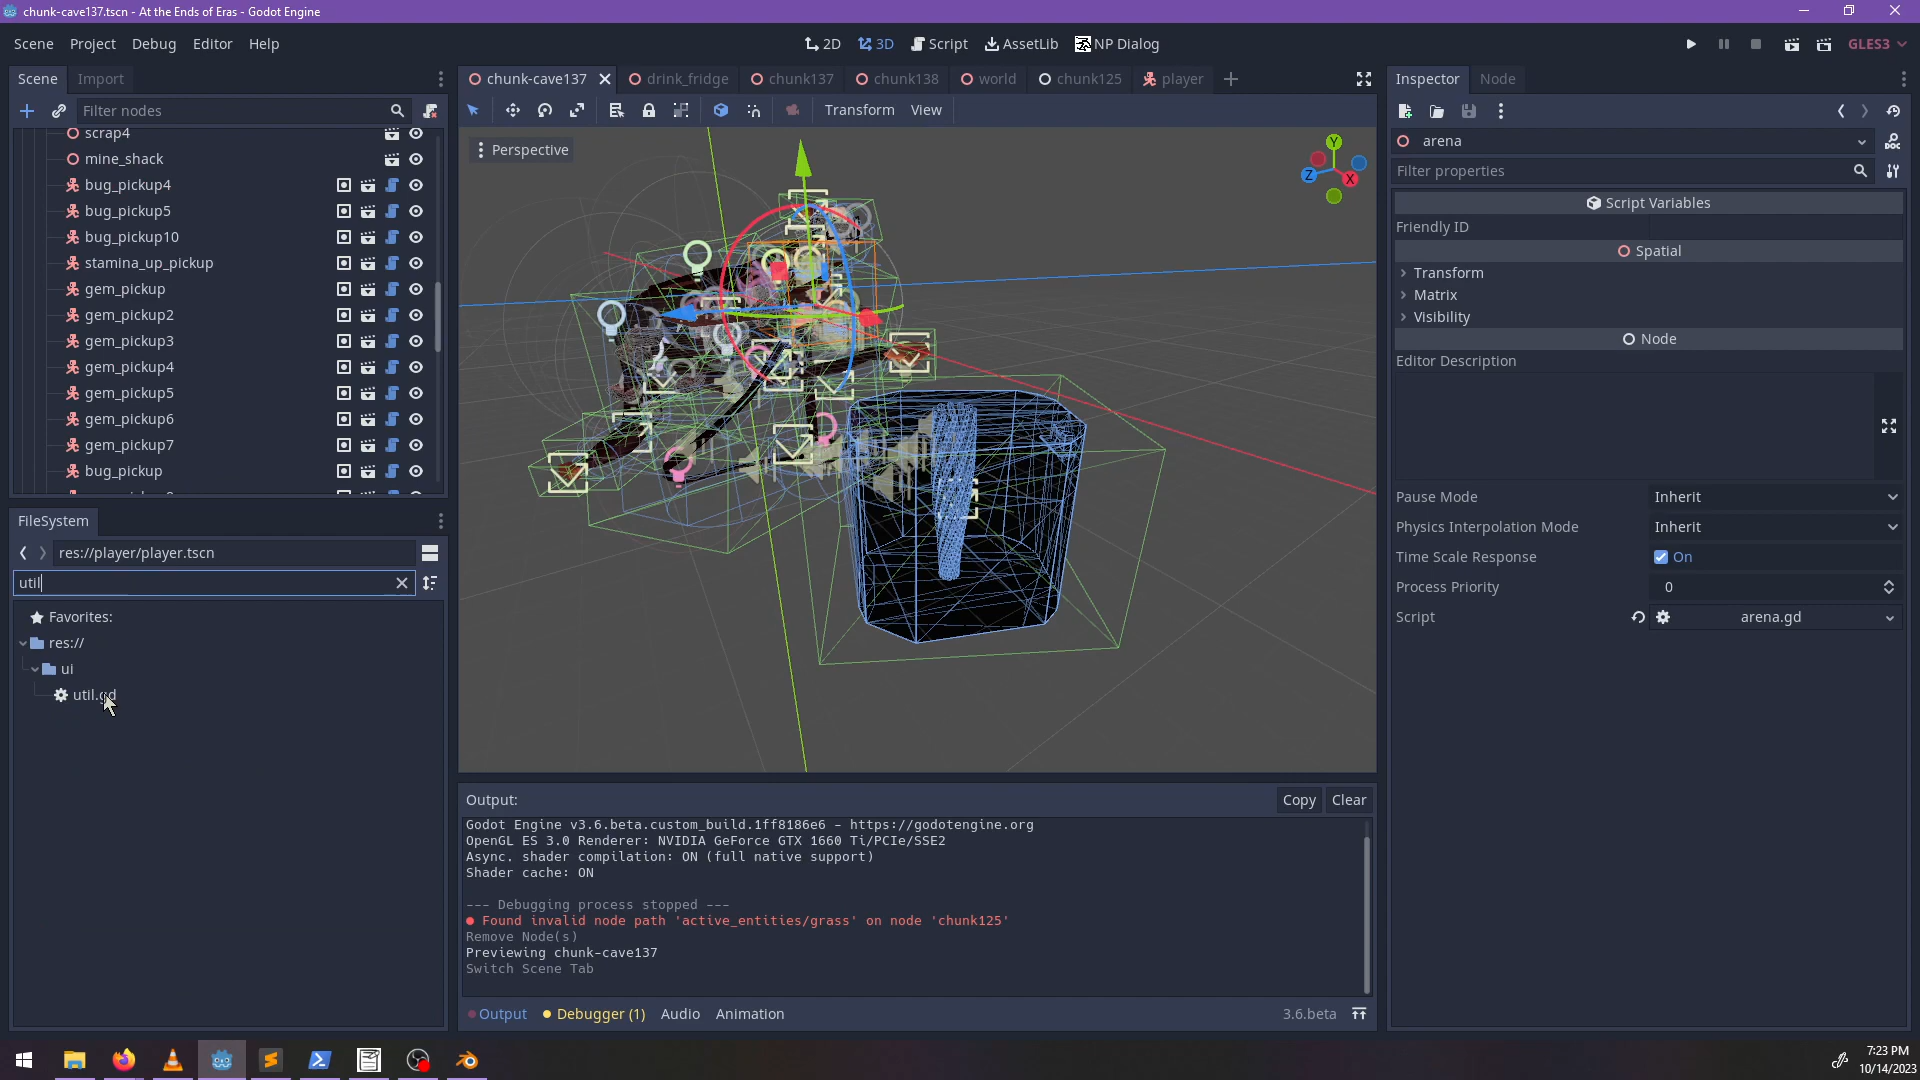 chunk-cave137.tscn - At the Ends of Eras - Godot Engine
Scene Project Debug Editor Help
2D 3D Script AssetLib NP Dialog
GLES3
Scene Import
chunk-cave137 drink_fridge chunk137 chunk138 world chunk125 player
Inspector Node
Filter nodes
Transform View
scrap4
mine_shack
bug_pickup4
bug_pickup5
bug_pickup10
stamina_up_pickup
gem_pickup
gem_pickup2
gem_pickup3
gem_pickup4
gem_pickup5
gem_pickup6
gem_pickup7
bug_pickup
Perspective
Y
Z
X
arena
Filter properties
Script Variables
Friendly ID
Spatial
Transform
Matrix
Visibility
Node
Editor Description
Pause Mode Inherit
Physics Interpolation Mode Inherit
Time Scale Response On
Process Priority 0
Script arena.gd
FileSystem
res://player/player.tscn
util
Favorites:
res://
ui
util.gd
Output: Copy Clear
Godot Engine v3.6.beta.custom_build.1ff8186e6 - https://godotengine.org
OpenGL ES 3.0 Renderer: NVIDIA GeForce GTX 1660 Ti/PCIe/SSE2
Async. shader compilation: ON (full native support)
Shader cache: ON
--- Debugging process stopped ---
Found invalid node path 'active_entities/grass' on node 'chunk125'
Remove Node(s)
Previewing chunk-cave137
Switch Scene Tab
Output Debugger (1) Audio Animation 3.6.beta
7:23 PM
10/14/2023